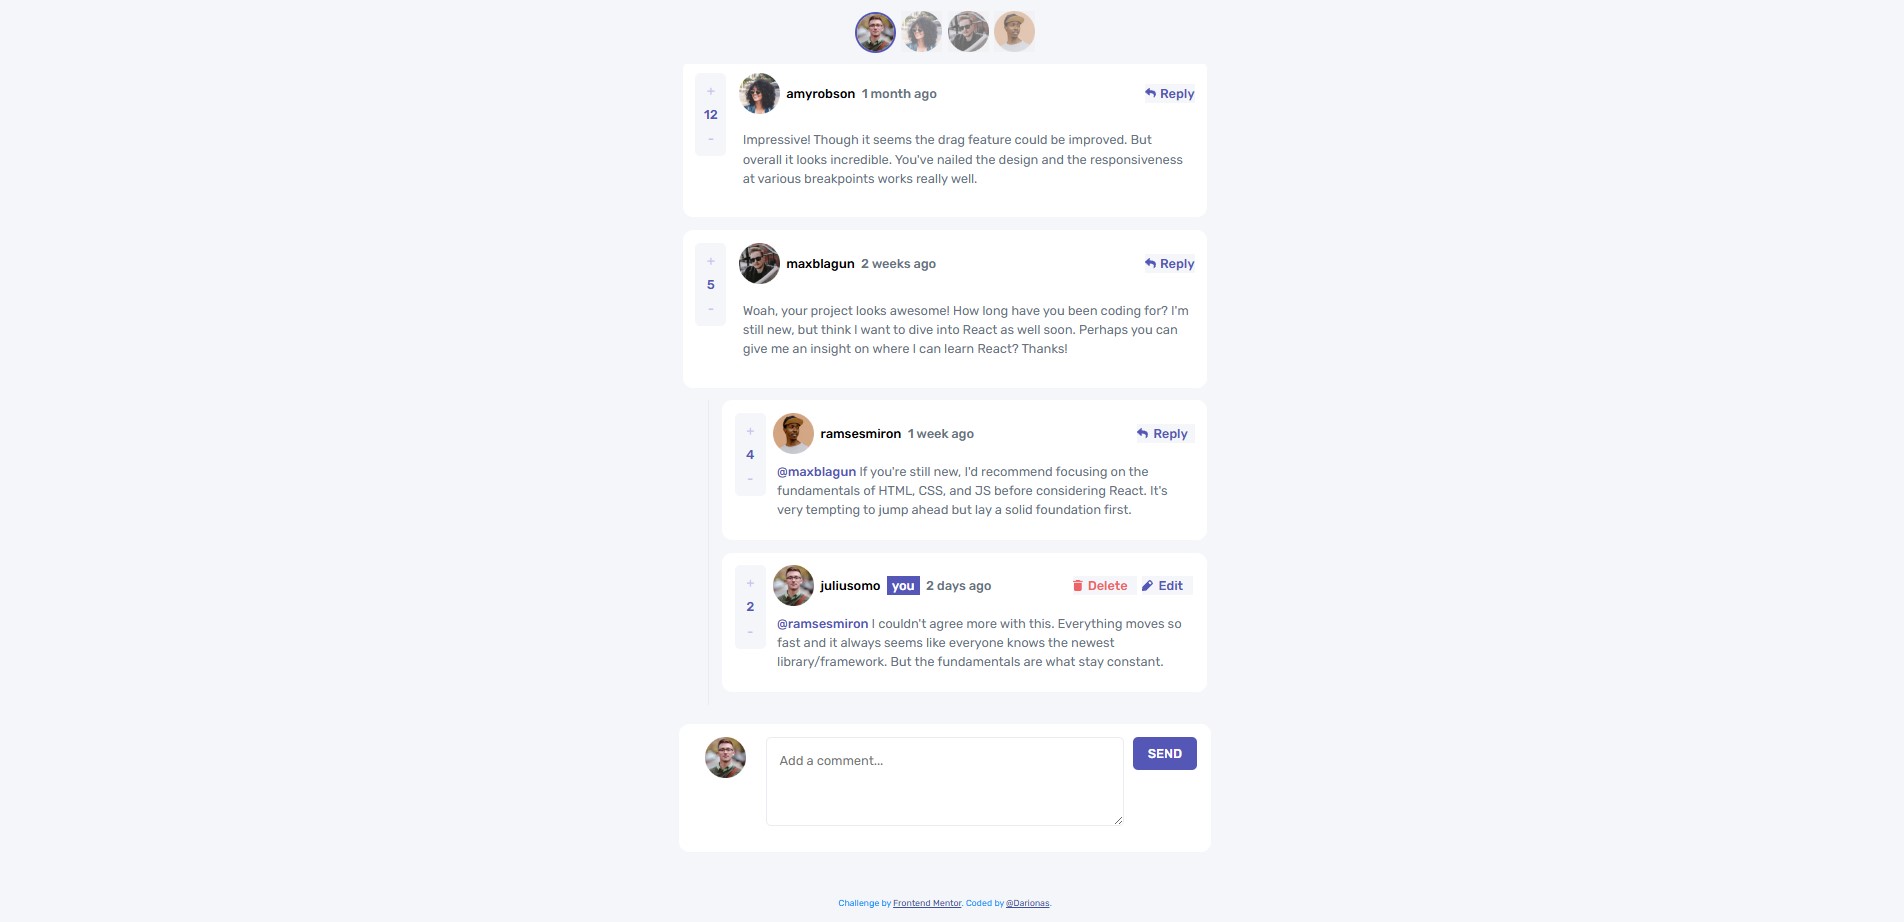 +
12
-
amyrobson 1 month ago
Reply
Impressive! Though it seems the drag feature could be improved. But
overall it looks incredible. You've nailed the design and the responsiveness
at various breakpoints works really well.
+
5
-
maxblagun 2 weeks ago
Reply
Woah, your project looks awesome! How long have you been coding for? I'm
still new, but think I want to dive into React as well soon. Perhaps you can
give me an insight on where I can learn React? Thanks!
+
4
-
ramsesmiron 1 week ago
Reply
@maxblagun If you're still new, I'd recommend focusing on the
fundamentals of HTML, CSS, and JS before considering React. It's
very tempting to jump ahead but lay a solid foundation first.
+
2
-
juliusomo you 2 days ago
Delete Edit
@ramsesmiron I couldn't agree more with this. Everything moves so
fast and it always seems like everyone knows the newest
library/framework. But the fundamentals are what stay constant.
Add a comment...
SEND
Challenge by Frontend Mentor. Coded by @Darionas.